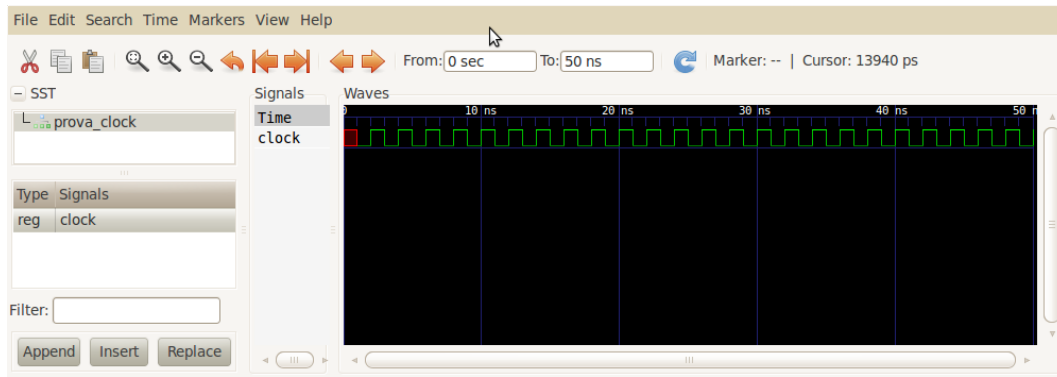 File Edit Search Time Markers View Help
From: 0 sec To: 50 ns Marker: -- | Cursor: 13940 ps
SST
prova_clock
Type Signals
reg clock
Filter:
Append Insert Replace
Signals
Time
clock
Waves
0 10 ns 20 ns 30 ns 40 ns 50 n